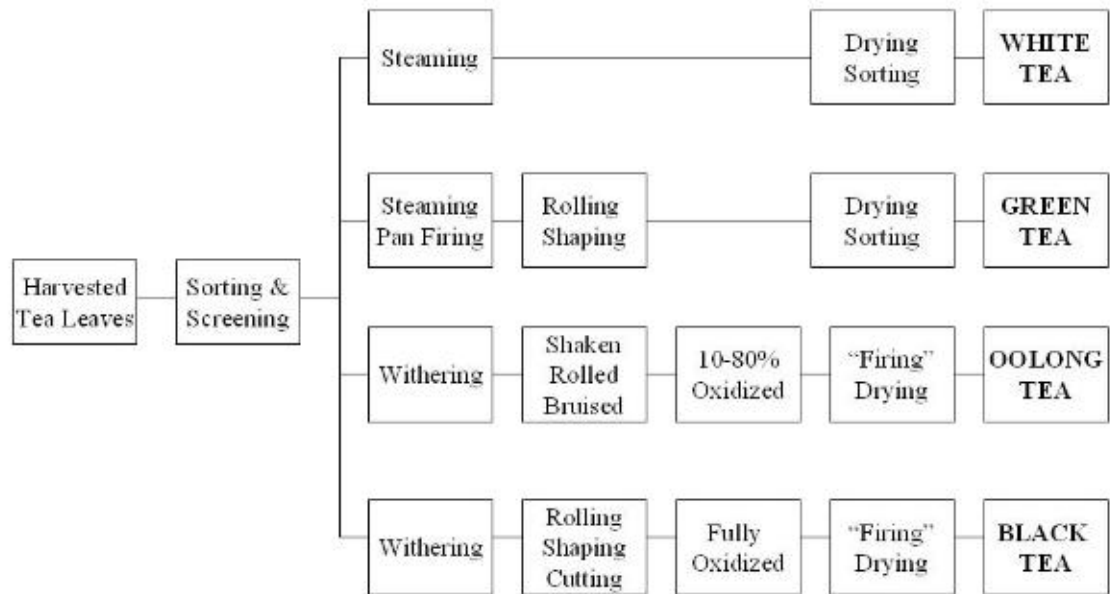 Harvested
Tea Leaves
Sorting &
Screening
Steaming
Drying
Sorting
WHITE
TEA
Steaming
Pan Firing
Rolling
Shaping
Drying
Sorting
GREEN
TEA
Withering
Shaken
Rolled
Bruised
10-80%
Oxidized
“Firing”
Drying
OOLONG
TEA
Withering
Rolling
Shaping
Cutting
Fully
Oxidized
“Firing”
Drying
BLACK
TEA